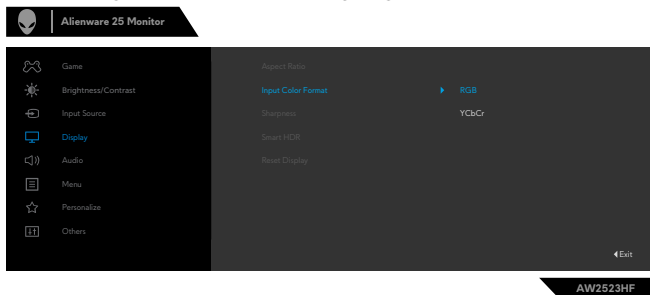 Alienware 25 Monitor
Game
Aspect Ratio
Brightness/Contrast
Input Color Format
RGB
Input Source
Sharpness
YCbCr
Display
Smart HDR
Audio
Reset Display
Menu
Personalize
Others
Exit
AW2523HF